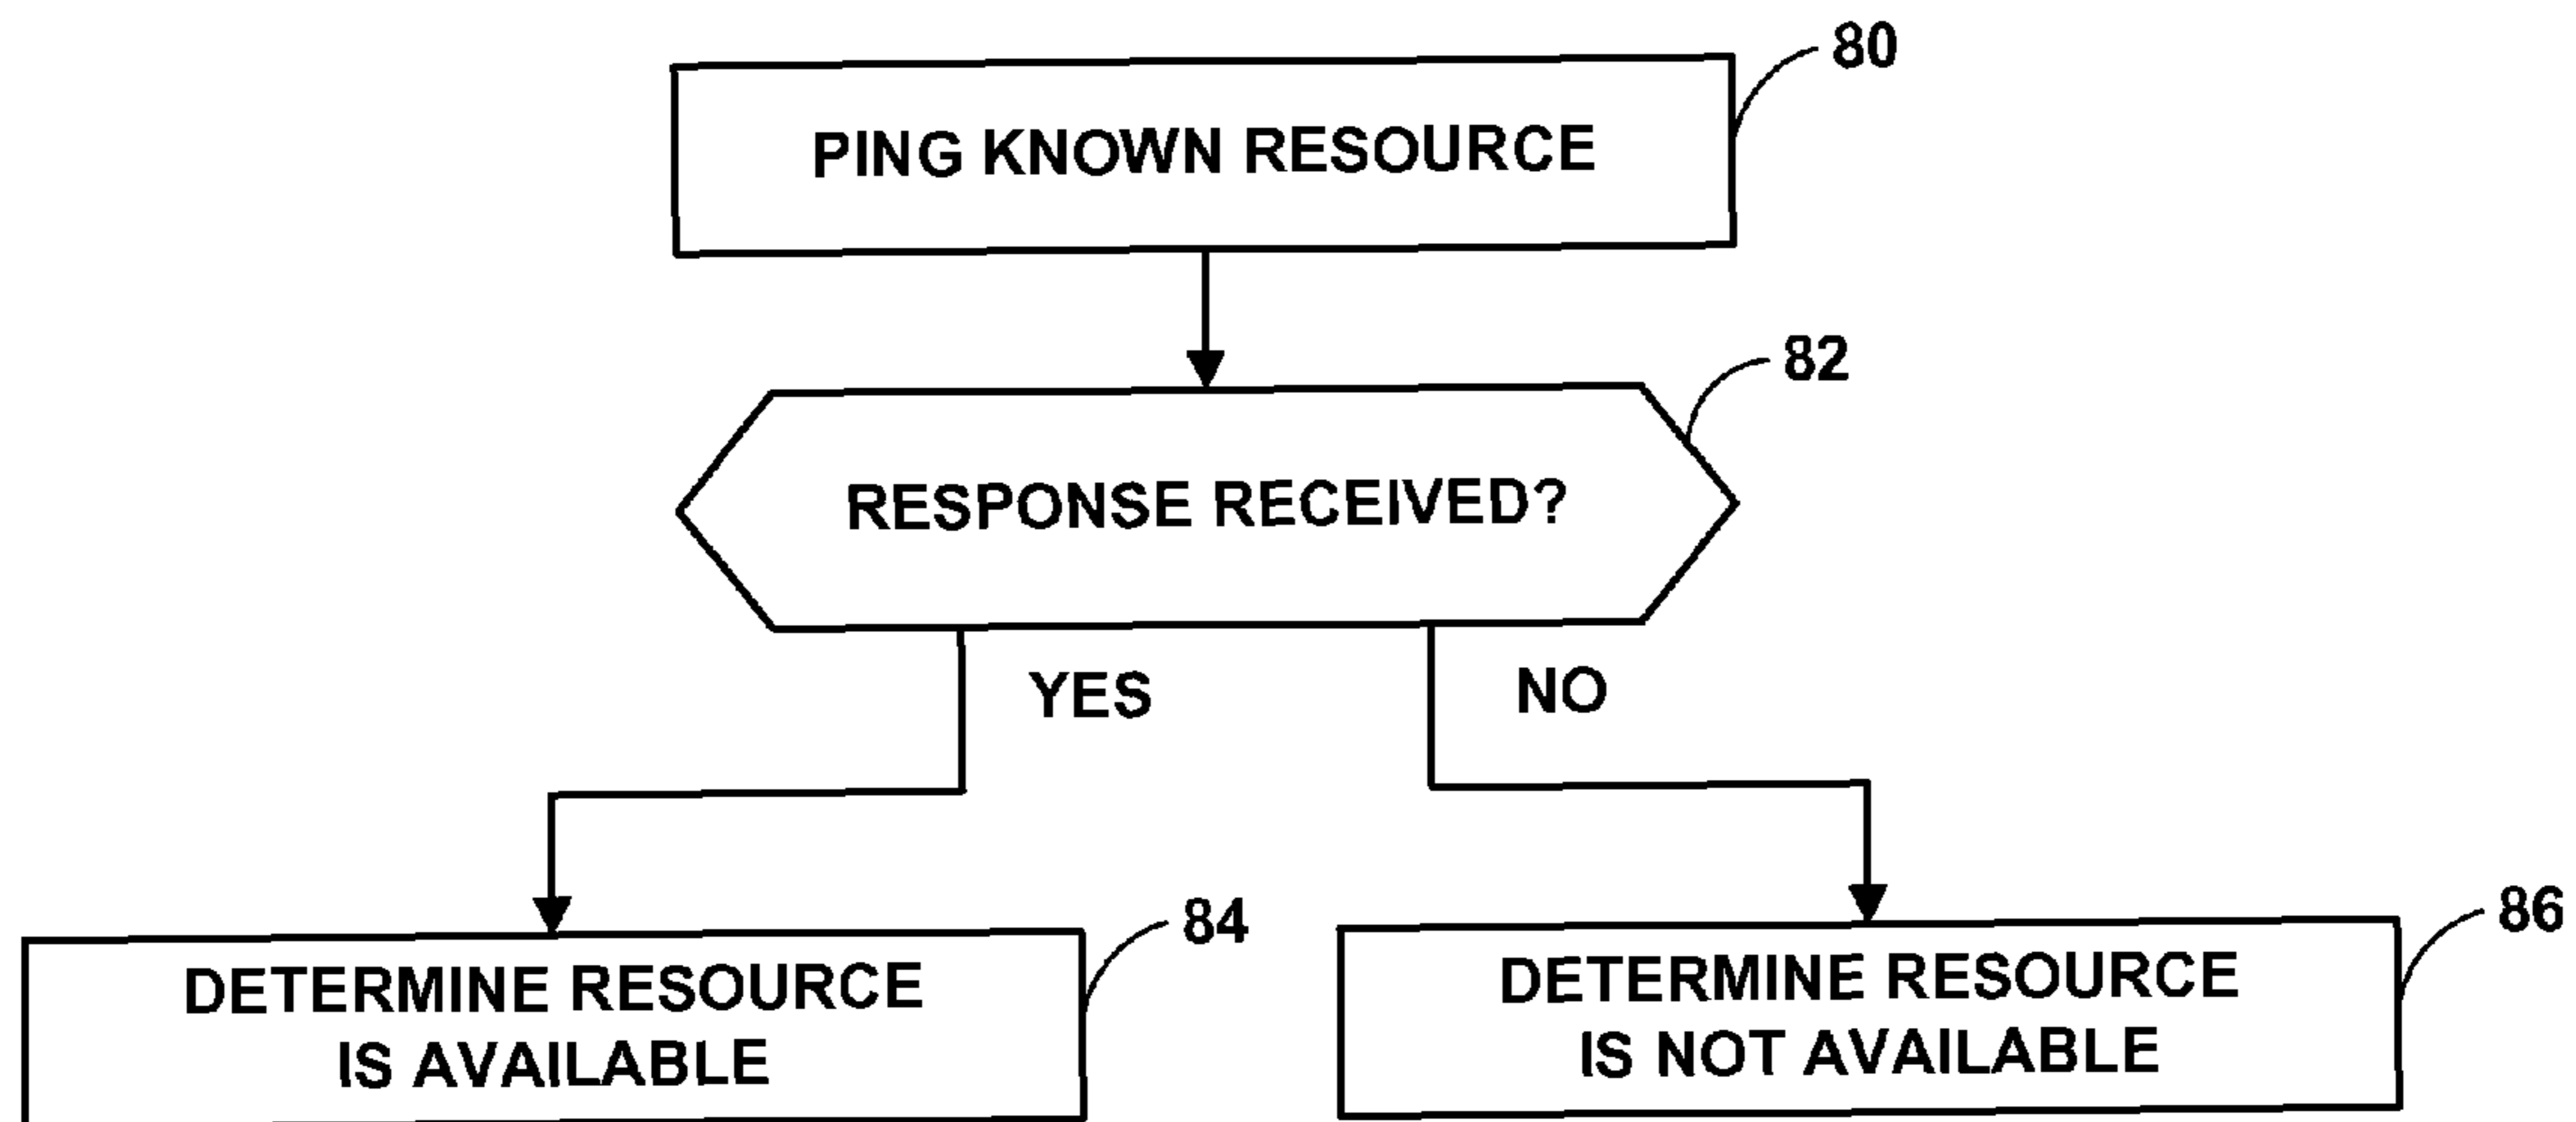 80
PING KNOWN RESOURCE
82
RESPONSE RECEIVED?
YES
NO
84
DETERMINE RESOURCE
IS AVAILABLE
86
DETERMINE RESOURCE
IS NOT AVAILABLE